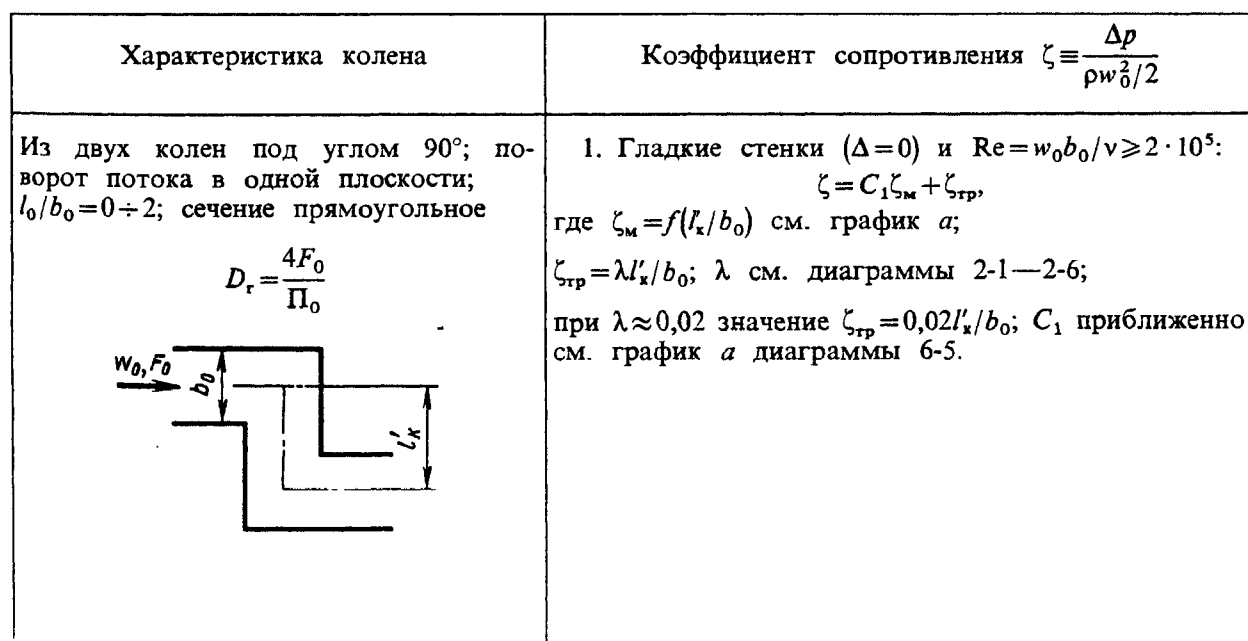 Характеристика колена
Коэффициент сопротивления ζ≡Δp/(ρw₀²/2)
Из двух колен под углом 90°; по-
ворот потока в одной плоскости;
l₀/b₀=0÷2; сечение прямоугольное
Dг=4F₀/П₀
w₀, F₀
b₀
l′к
1. Гладкие стенки (Δ=0) и Re=w₀b₀/ν⩾2·10⁵:
ζ=C₁ζм+ζтр,
где ζм=f(l′к/b₀) см. график а;
ζтр=λl′к/b₀; λ см. диаграммы 2-1—2-6;
при λ≈0,02 значение ζтр=0,02l′к/b₀; C₁ приближенно
см. график а диаграммы 6-5.